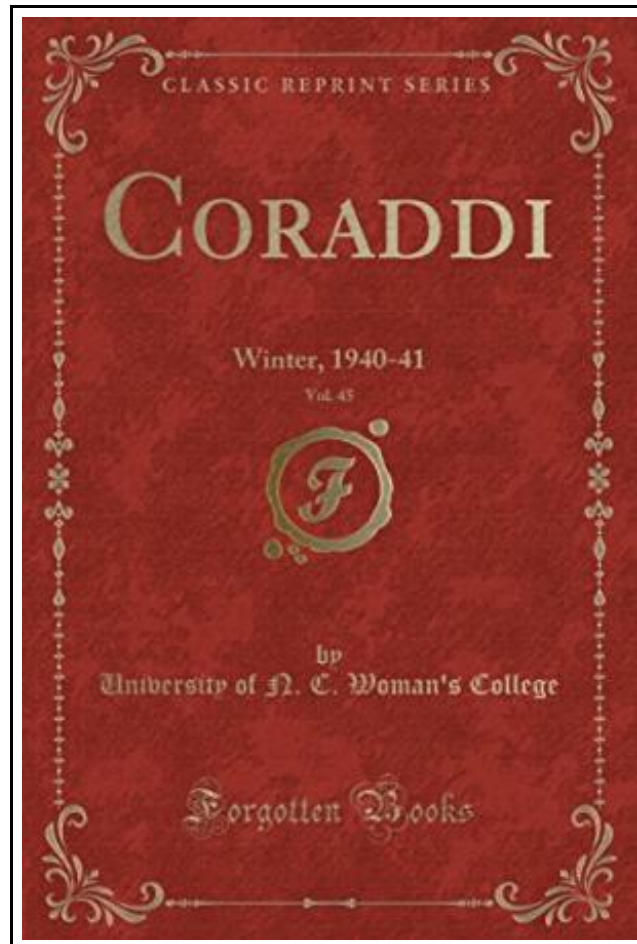 CLASSIC REPRINT SERIES
CORADDI
Winter, 1940-41
Vol. 45
F
by
University of N. C. Woman's College
Forgotten Books